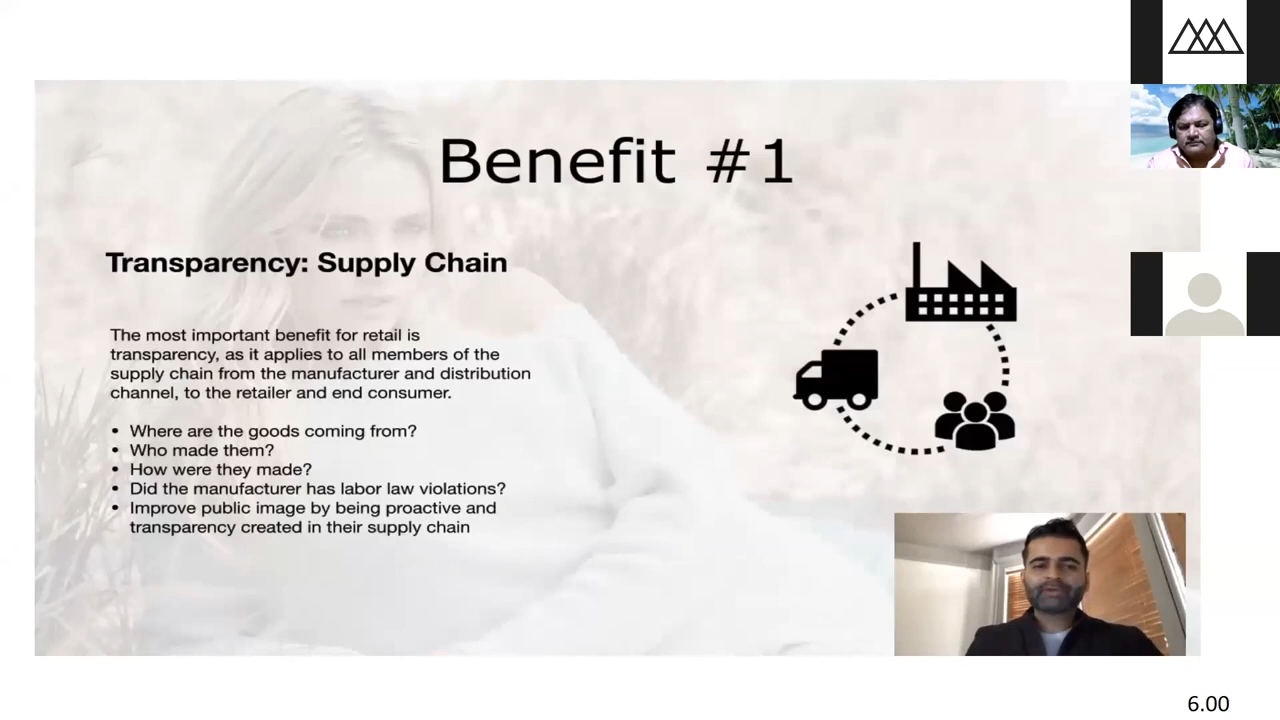 Benefit #1
Transparency: Supply Chain
The most important benefit for retail is
transparency, as it applies to all members of the
supply chain from the manufacturer and distribution
channel, to the retailer and end consumer.
• Where are the goods coming from?
• Who made them?
• How were they made?
• Did the manufacturer has labor law violations?
• Improve public image by being proactive and
transparency created in their supply chain
6.00